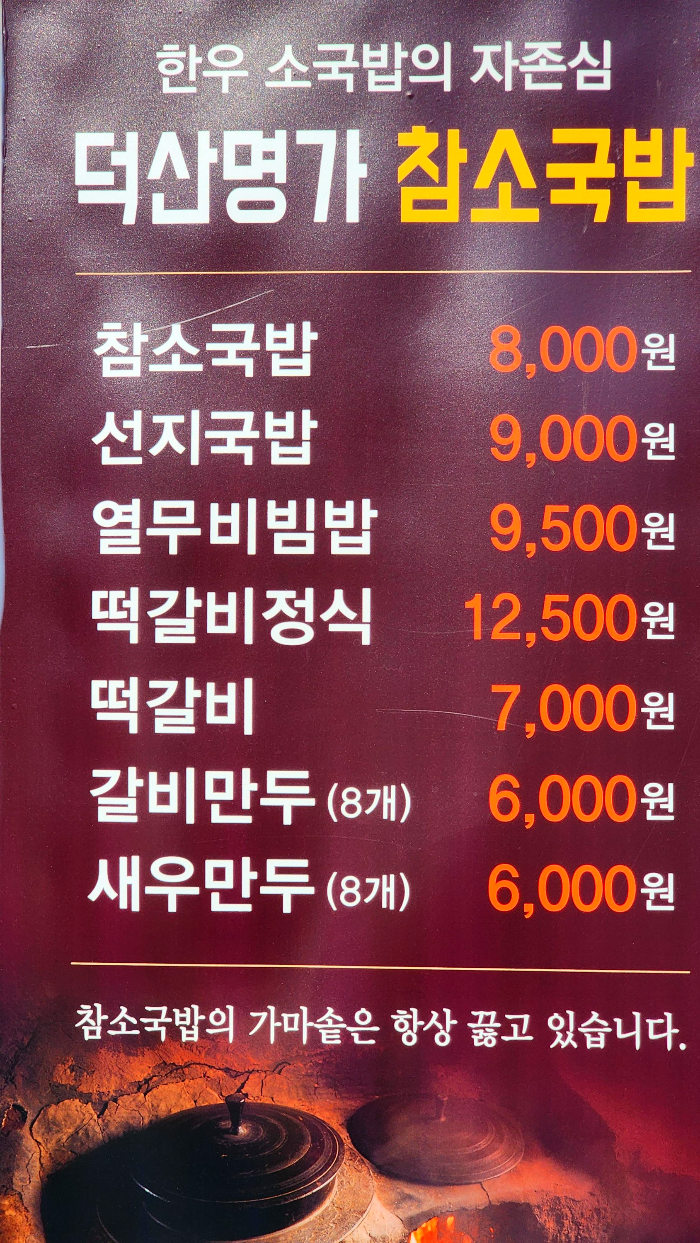 한우 소국밥의 자존심
덕산명가 참소국밥
참소국밥 8,000원
선지국밥 9,000원
열무비빔밥 9,500원
떡갈비정식 12,500원
떡갈비 7,000원
갈비만두 (8개) 6,000원
새우만두 (8개) 6,000원
참소국밥의 가마솥은 항상 끓고 있습니다.